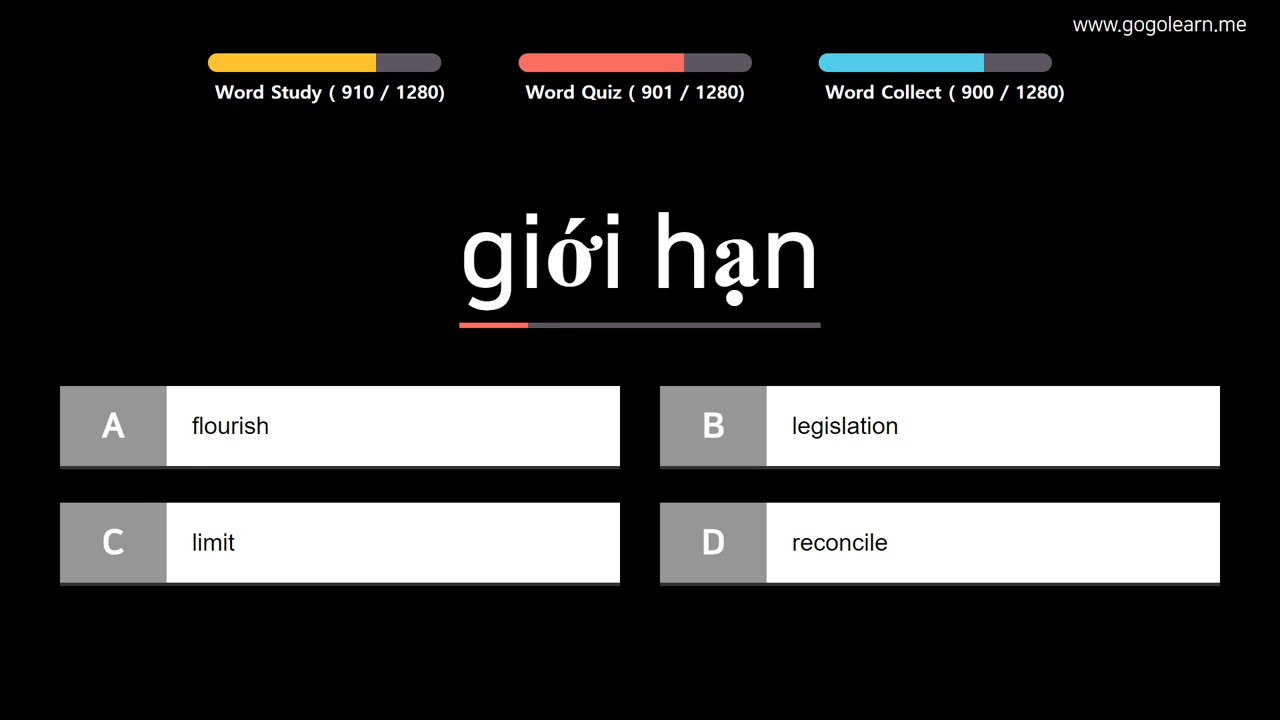 www.gogolearn.me
Word Study ( 910 / 1280)
Word Quiz ( 901 / 1280)
Word Collect ( 900 / 1280)
giới hạn
A flourish
B legislation
C limit
D reconcile